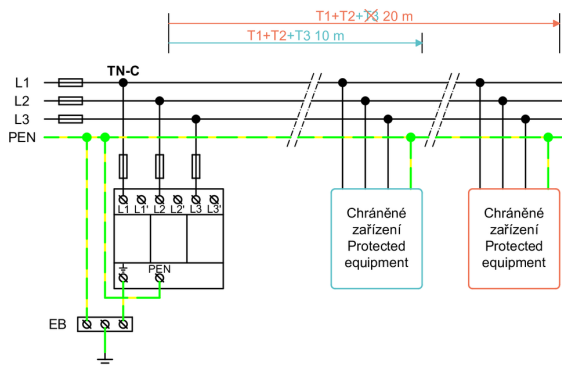 T1+T2+T3 20 m
T1+T2+T3 10 m
TN-C
L1
L2
L3
PEN
L1 L1' L2 L2' L3 L3'
PEN
EB
Chráněné
zařízení
Protected
equipment
Chráněné
zařízení
Protected
equipment